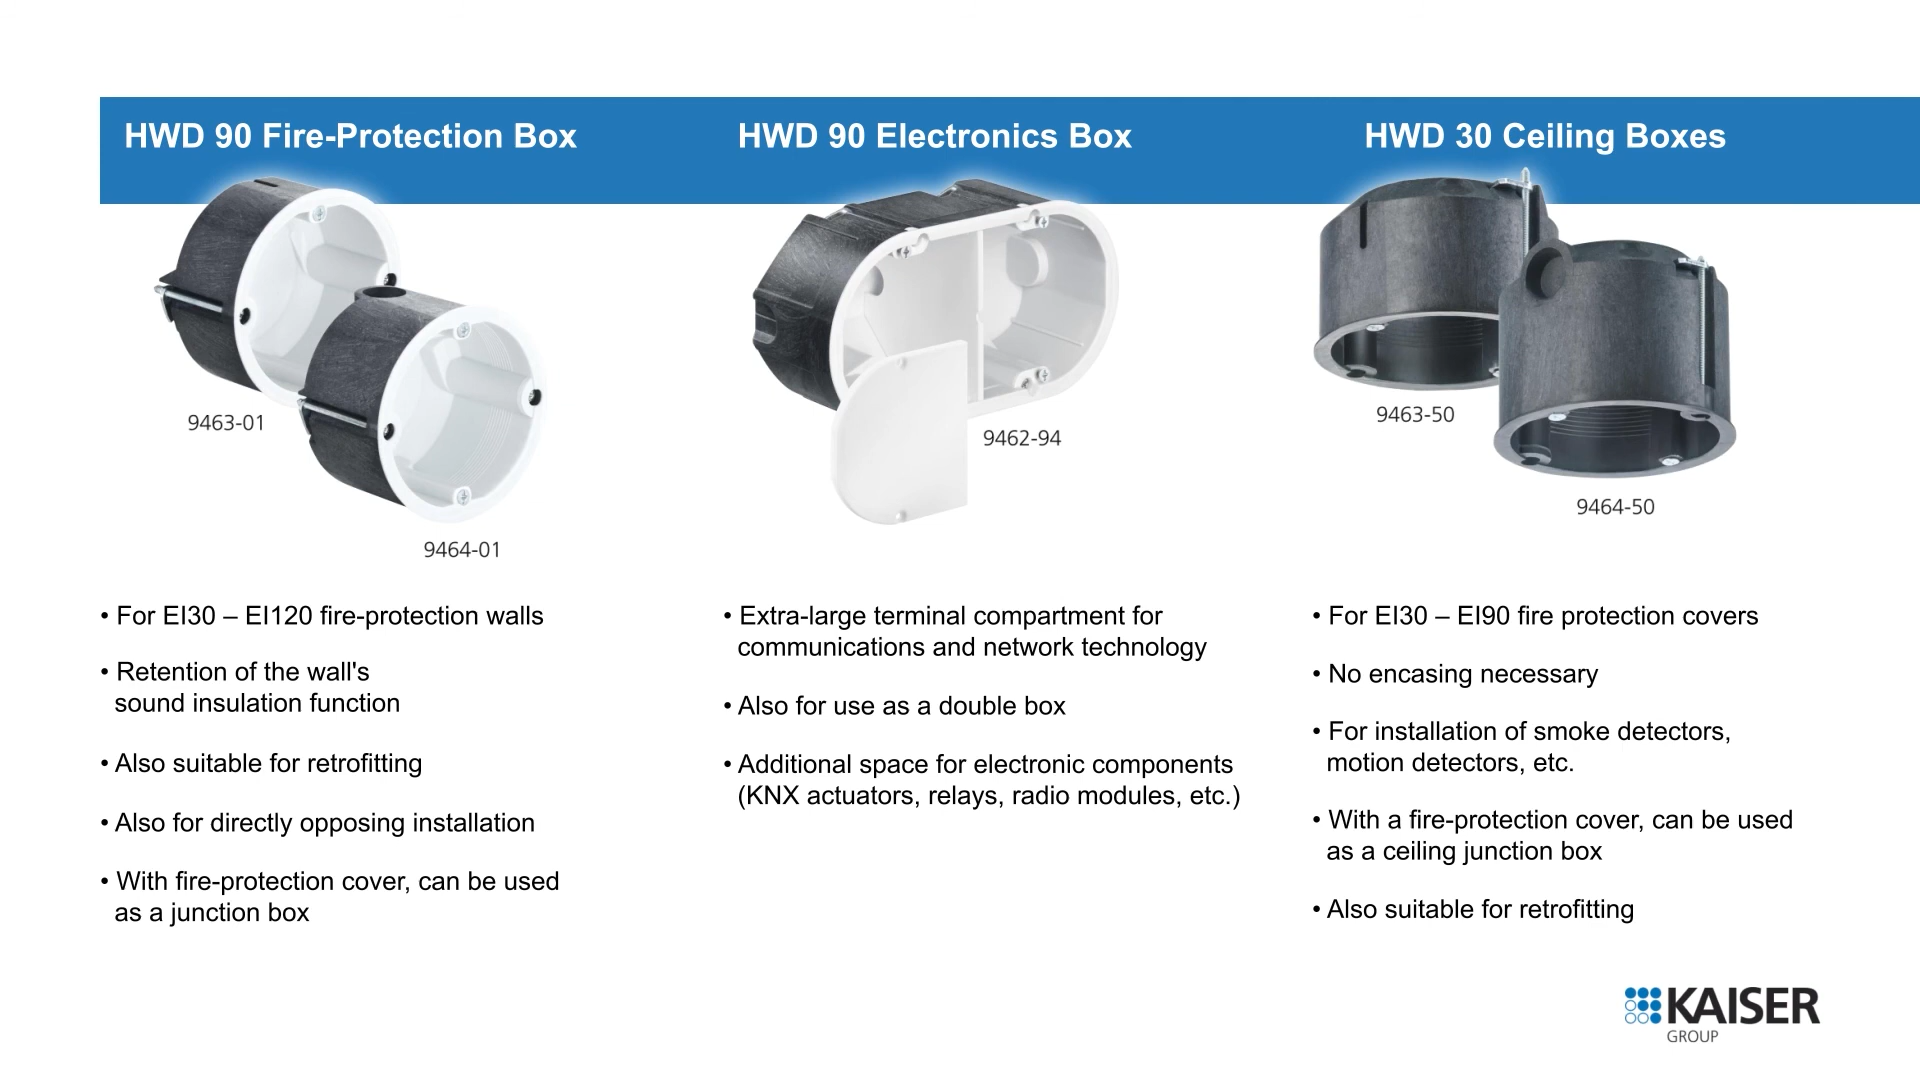 HWD 90 Fire-Protection Box
9463-01
9464-01
• For EI30 – EI120 fire-protection walls
• Retention of the wall's
sound insulation function
• Also suitable for retrofitting
• Also for directly opposing installation
• With fire-protection cover, can be used
as a junction box
HWD 90 Electronics Box
9462-94
• Extra-large terminal compartment for
communications and network technology
• Also for use as a double box
• Additional space for electronic components
(KNX actuators, relays, radio modules, etc.)
HWD 30 Ceiling Boxes
9463-50
9464-50
• For EI30 – EI90 fire protection covers
• No encasing necessary
• For installation of smoke detectors,
motion detectors, etc.
• With a fire-protection cover, can be used
as a ceiling junction box
• Also suitable for retrofitting
KAISER
GROUP